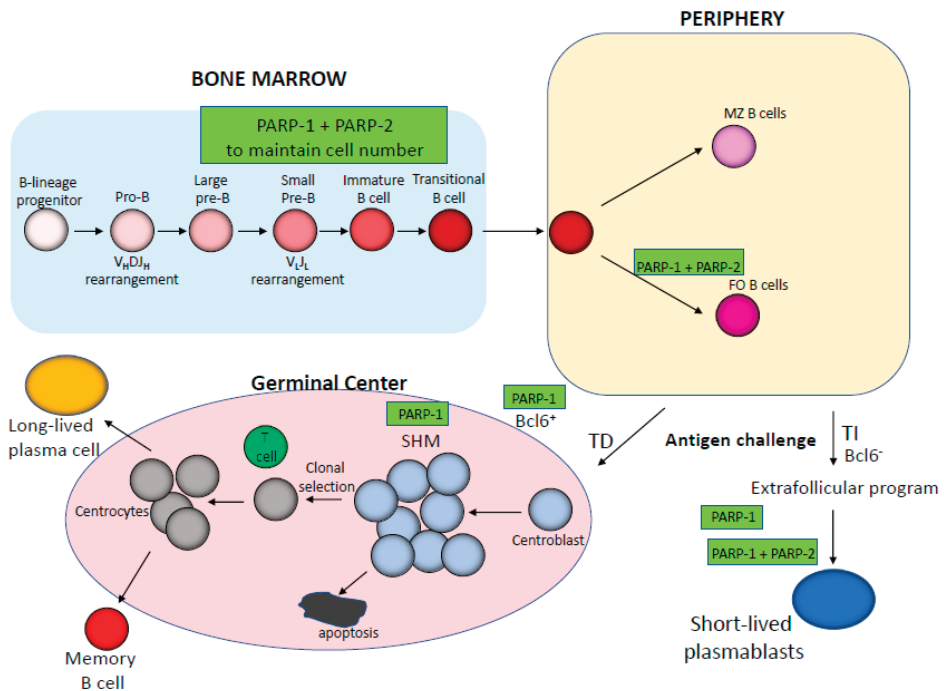 PERIPHERY
BONE MARROW
PARP-1 + PARP-2
to maintain cell number
B-lineage
progenitor
Pro-B
Large
pre-B
Small
Pre-B
Immature
B cell
Transitional
B cell
VHDJH
rearrangement
VLJL
rearrangement
MZ B cells
PARP-1 + PARP-2
FO B cells
Germinal Center
PARP-1
Bcl6+
PARP-1
SHM
Long-lived
plasma cell
T
cell
Clonal
selection
Centrocytes
Centroblast
apoptosis
Memory
B cell
TD
Antigen challenge
TI
Bcl6-
Extrafollicular program
PARP-1
PARP-1 + PARP-2
Short-lived
plasmablasts